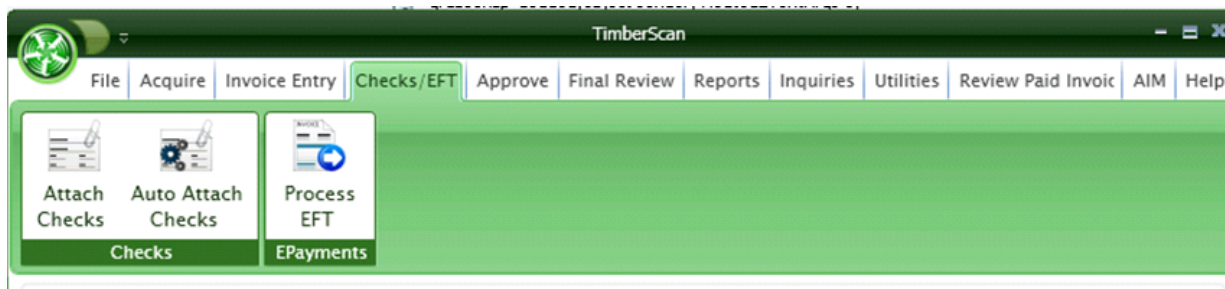 TimberScan
File Acquire Invoice Entry Checks/EFT Approve Final Review Reports Inquiries Utilities Review Paid Invoic AIM Help
INVOICE
Attach Checks
Auto Attach Checks
Process EFT
Checks
EPayments